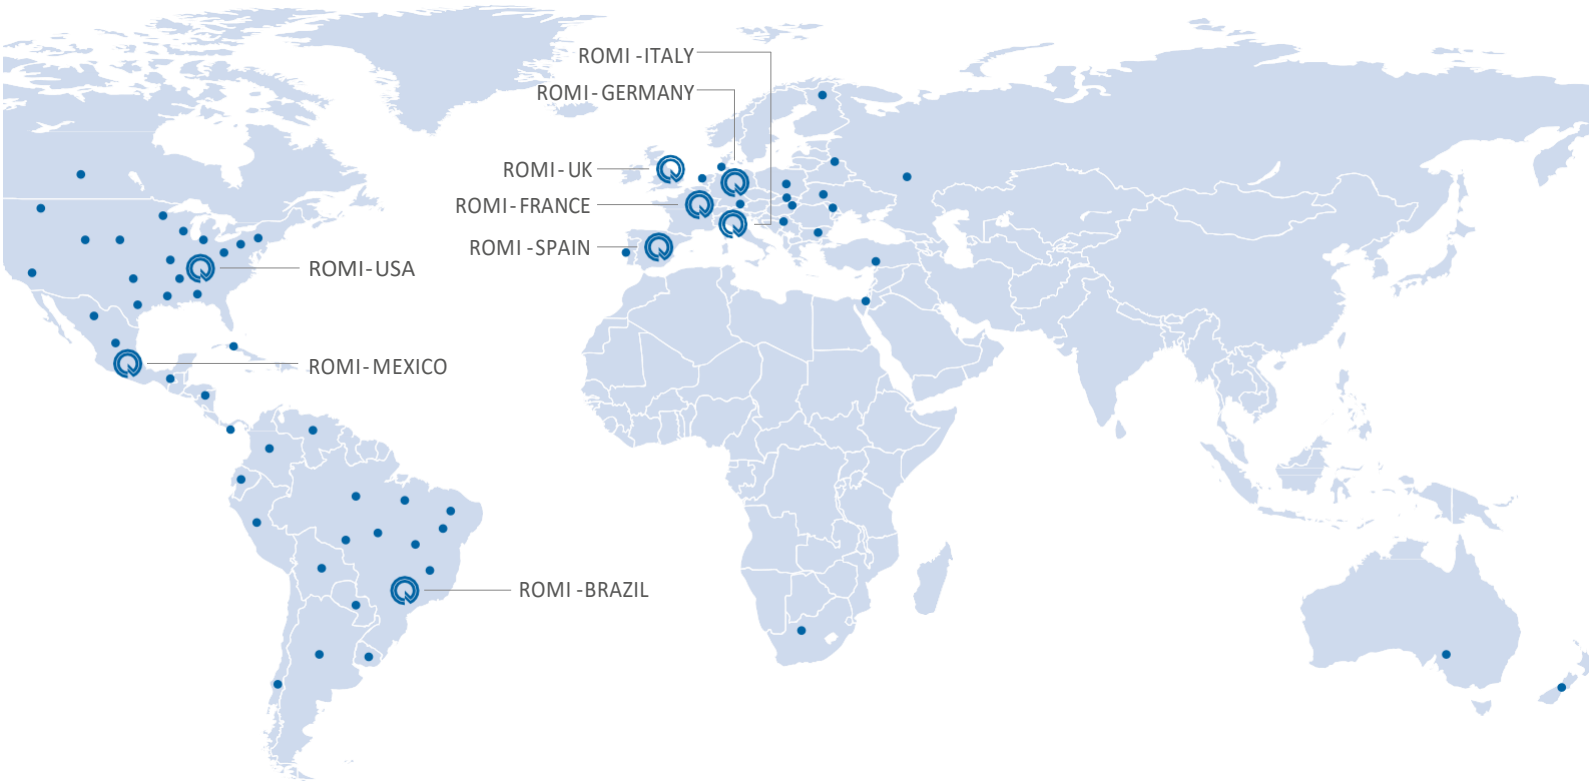 ROMI -ITALY
ROMI-GERMANY
ROMI-UK
ROMI-FRANCE
ROMI -SPAIN
ROMI-USA
ROMI-MEXICO
ROMI -BRAZIL